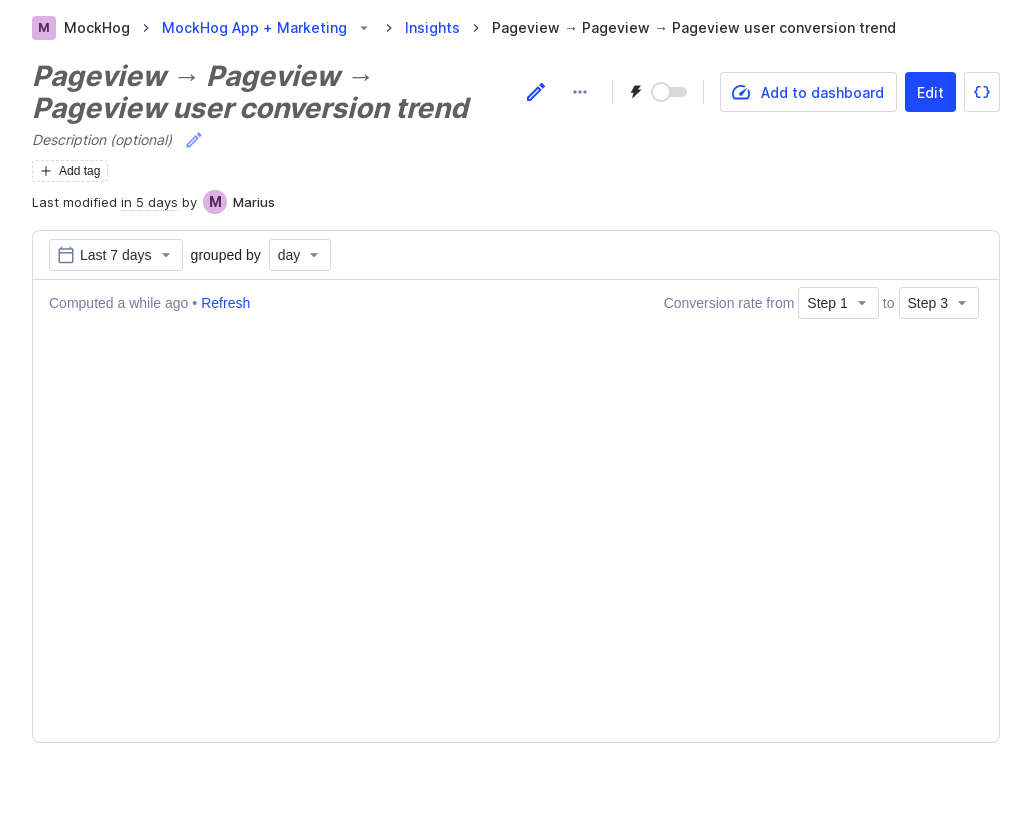 M MockHog > MockHog App + Marketing > Insights > Pageview → Pageview → Pageview user conversion trend
Pageview → Pageview →
Pageview user conversion trend
Add to dashboard
Edit
{}
Description (optional)
+ Add tag
Last modified in 5 days by M Marius
Last 7 days grouped by day
Computed a while ago • Refresh
Conversion rate from Step 1 to Step 3